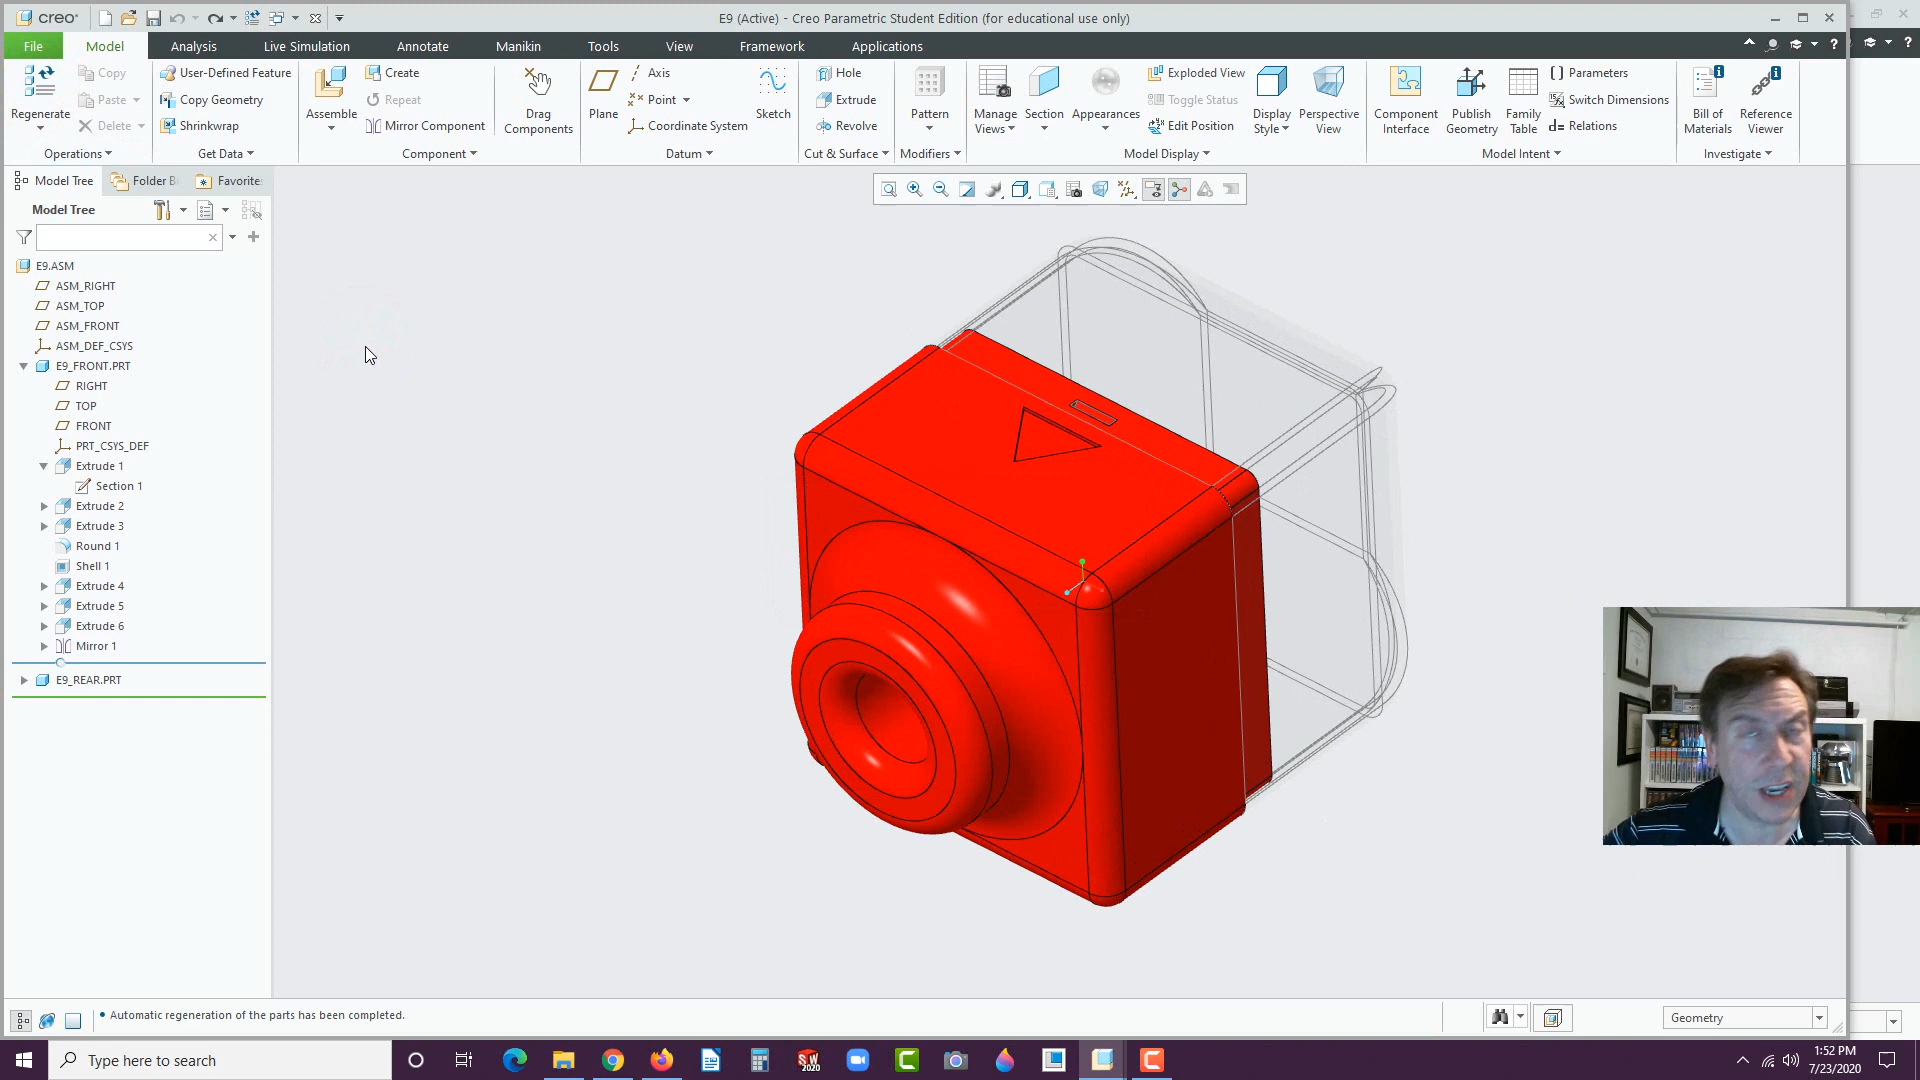 creo
E9 (Active) - Creo Parametric Student Edition (for educational use only)
File Model Analysis Live Simulation Annotate Manikin Tools View Framework Applications
Regenerate
Copy
Paste
Delete
Operations
User-Defined Feature
Copy Geometry
Shrinkwrap
Get Data
Assemble
Create
Repeat
Mirror Component
Component
Drag Components
Plane
Axis
Point
Coordinate System
Sketch
Datum
Hole
Extrude
Revolve
Cut & Surface
Pattern
Modifiers
Manage Views
Section
Appearances
Exploded View
Toggle Status
Edit Position
Display Style
Perspective View
Model Display
Component Interface
Publish Geometry
Family Table
Parameters
Switch Dimensions
Relations
Model Intent
Bill of Materials
Reference Viewer
Investigate
Model Tree Folder B Favorite
Model Tree
E9.ASM
ASM_RIGHT
ASM_TOP
ASM_FRONT
ASM_DEF_CSYS
E9_FRONT.PRT
RIGHT
TOP
FRONT
PRT_CSYS_DEF
Extrude 1
Section 1
Extrude 2
Extrude 3
Round 1
Shell 1
Extrude 4
Extrude 5
Extrude 6
Mirror 1
E9_REAR.PRT
• Automatic regeneration of the parts has been completed.
Geometry
Type here to search
SW
2020
1:52 PM
7/23/2020